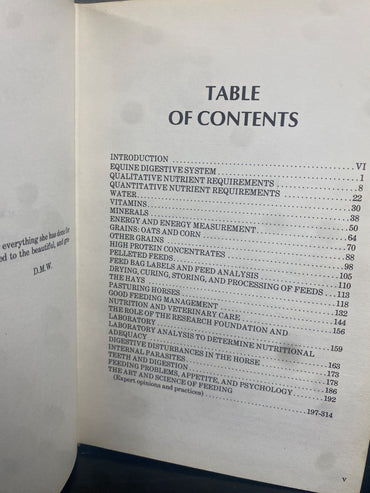 everything she has done for
ed to the beautiful, and
D.M.W.
TABLE
OF CONTENTS
INTRODUCTION VI
EQUINE DIGESTIVE SYSTEM 1
QUALITATIVE NUTRIENT REQUIREMENTS 8
QUANTITATIVE NUTRIENT REQUIREMENTS 22
WATER 30
VITAMINS 38
MINERALS 50
ENERGY AND ENERGY MEASUREMENT 64
GRAINS: OATS AND CORN 70
OTHER GRAINS 88
HIGH PROTEIN CONCENTRATES 98
PELLETED FEEDS 105
FEED BAG LABELS AND FEED ANALYSIS 110
DRYING, CURING, STORING, AND PROCESSING OF FEEDS 113
THE HAYS 118
PASTURING HORSES 132
GOOD FEEDING MANAGEMENT 144
NUTRITION AND VETERINARY CARE 156
THE ROLE OF THE RESEARCH FOUNDATION AND
LABORATORY 159
LABORATORY ANALYSIS TO DETERMINE NUTRITIONAL
ADEQUACY 163
DIGESTIVE DISTURBANCES IN THE HORSE 173
INTERNAL PARASITES 178
TEETH AND DIGESTION 186
FEEDING PROBLEMS, APPETITE, AND PSYCHOLOGY 192
THE ART AND SCIENCE OF FEEDING
(Expert opinions and practices) 197-314
v